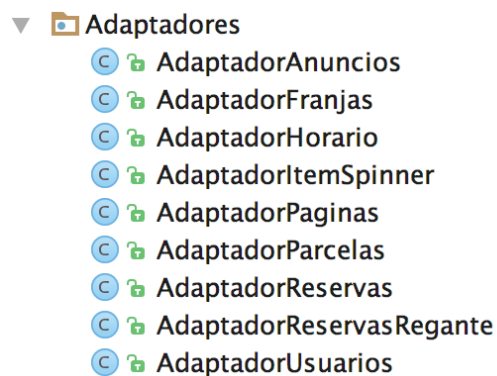 Adaptadores
C AdaptadorAnuncios
C AdaptadorFranjas
C AdaptadorHorario
C AdaptadorItemSpinner
C AdaptadorPaginas
C AdaptadorParcelas
C AdaptadorReservas
C AdaptadorReservasRegante
C AdaptadorUsuarios